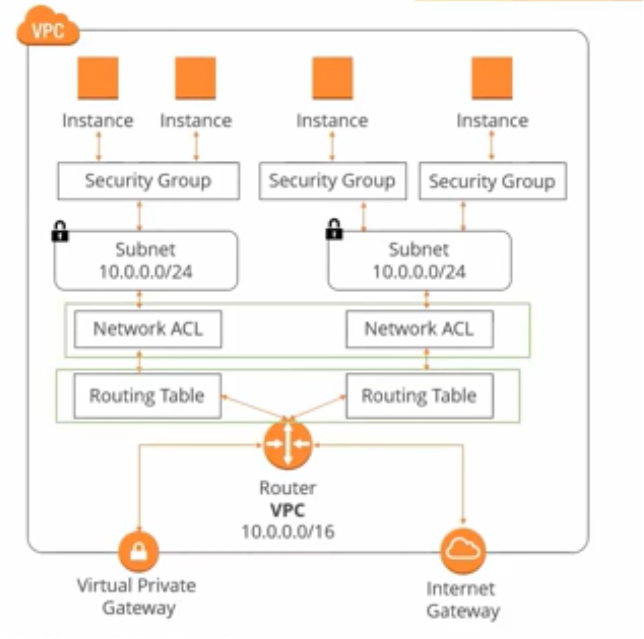 VPC
Instance Instance Instance Instance
Security Group Security Group Security Group
Subnet Subnet
10.0.0.0/24 10.0.0.0/24
Network ACL Network ACL
Routing Table Routing Table
Router
VPC
10.0.0.0/16
Virtual Private
Gateway
Internet
Gateway